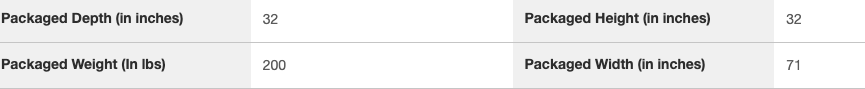 Packaged Depth (in inches) 32 Packaged Height (in inches) 32
Packaged Weight (In lbs) 200 Packaged Width (in inches) 71